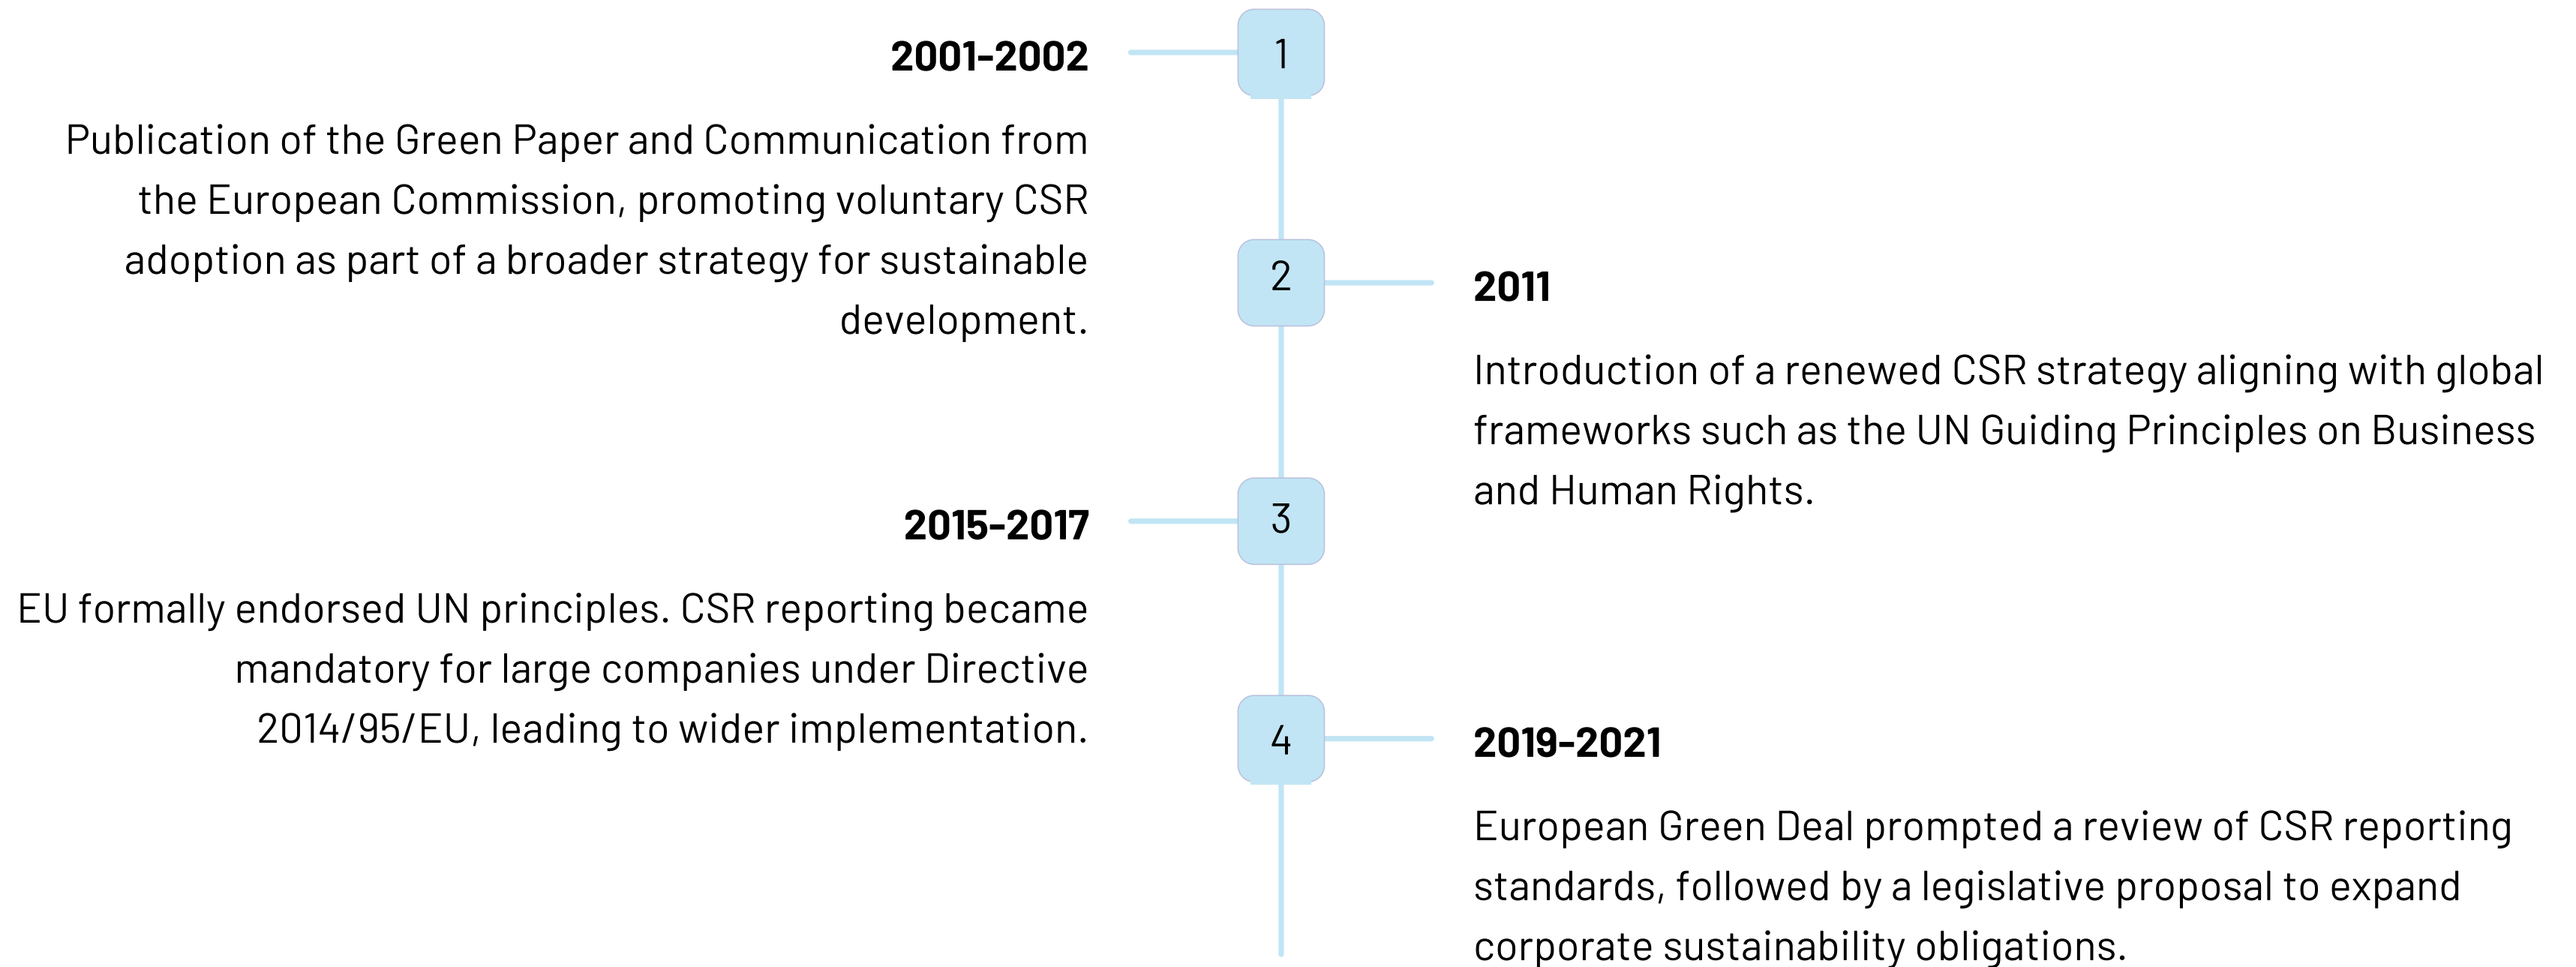 1
2001-2002
Publication of the Green Paper and Communication from
the European Commission, promoting voluntary CSR
adoption as part of a broader strategy for sustainable
development.
2
2011
Introduction of a renewed CSR strategy aligning with global
frameworks such as the UN Guiding Principles on Business
and Human Rights.
3
2015-2017
EU formally endorsed UN principles. CSR reporting became
mandatory for large companies under Directive
2014/95/EU, leading to wider implementation.
4
2019-2021
European Green Deal prompted a review of CSR reporting
standards, followed by a legislative proposal to expand
corporate sustainability obligations.